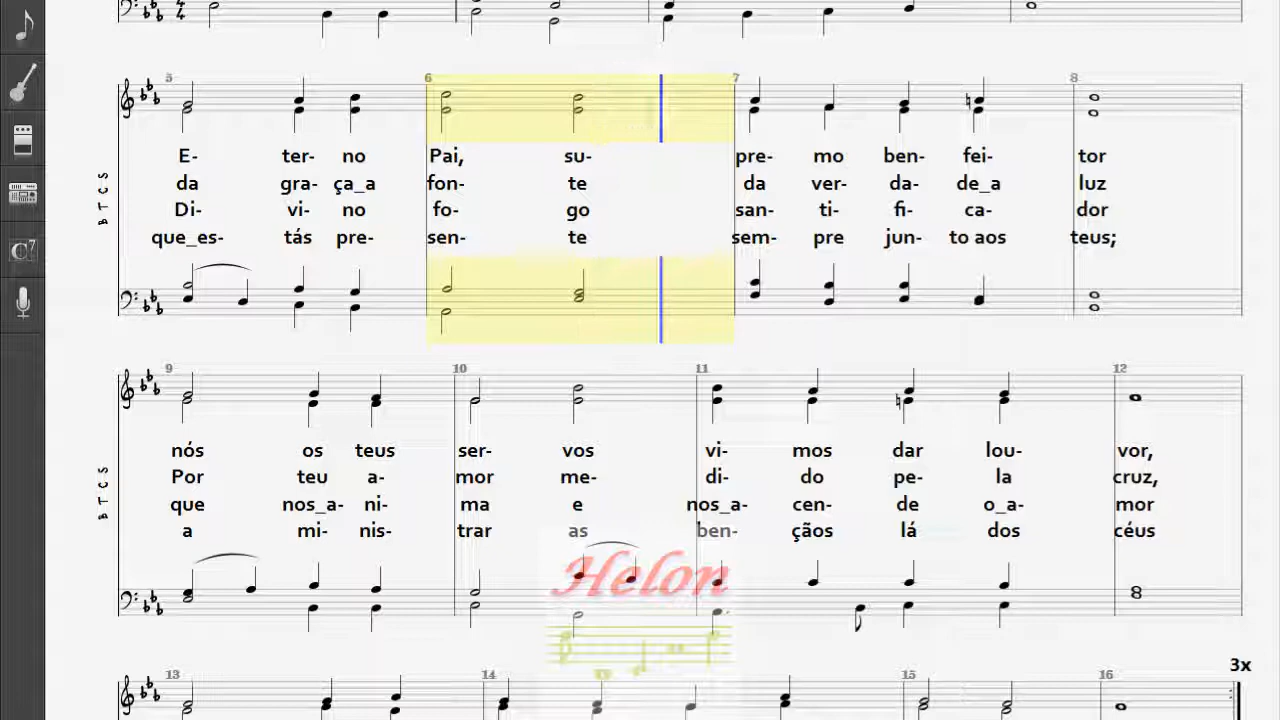 4
4
5 6 7 8
E- ter- no Pai, su- pre- mo ben- fei- tor
da gra- ça_a fon- te da ver- da- de_a luz
Di- vi- no fo- go san- ti- fi- ca- dor
que_es- tás pre- sen- te sem- pre jun- to aos teus;
B T C S
C7
9 10 11 12
nós os teus ser- vos vi- mos dar lou- vor,
Por teu a- mor me- di- do pe- la cruz,
que nos_a- ni- ma e nos_a- cen- de o_a- mor
a mi- nis- trar as ben- çãos lá dos céus
B T C S
Helon
3x
13 14 15 16